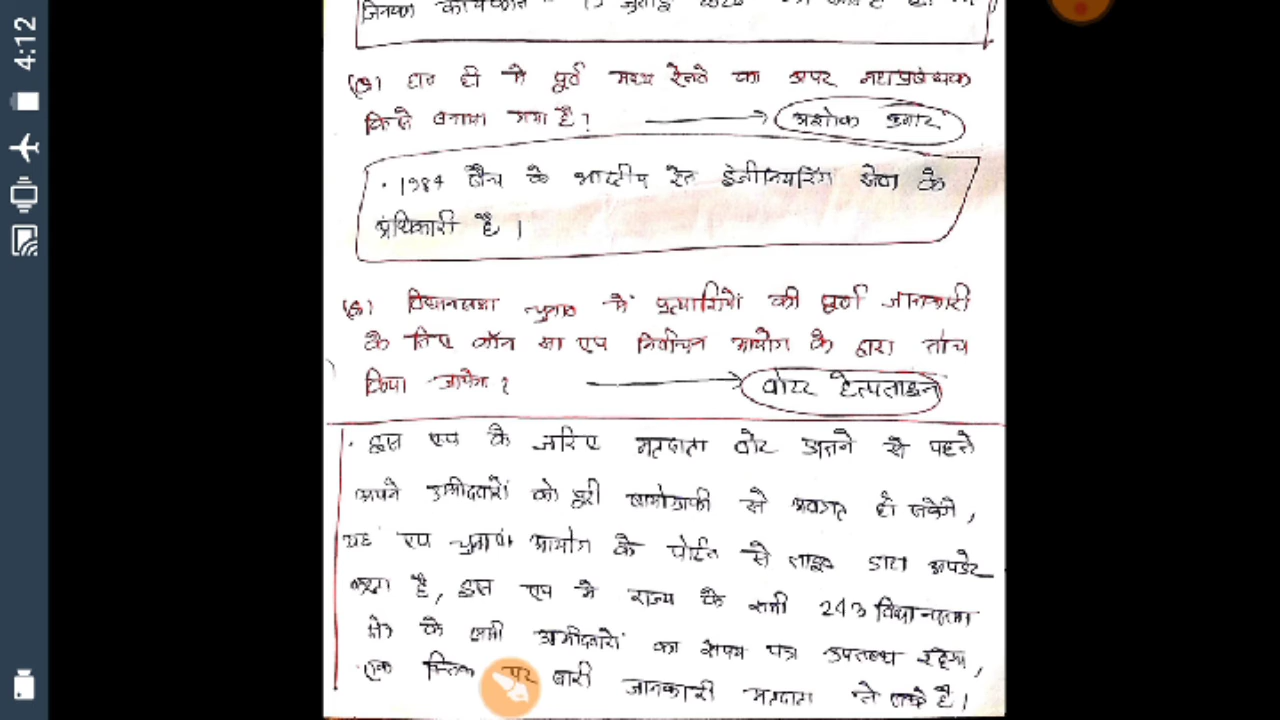 4:12
जिनका कार्यकाल 15 जुलाई
(Q) हाल ही में पूर्व मध्य रेलवे का अपर महाप्रबंधक
किसे बनाया गया है? → अशोक कुमार
• 1984 बैच के भारतीय रेल इंजीनियरिंग सेवा के
अधिकारी है।
(Q) विधानसभा चुनाव में प्रत्याशियों की पूर्ण जानकारी
के लिए कौन सा एप निर्वाचन आयोग के द्वारा लांच
किया जायेगा? → वोटर हेल्पलाइन
• इस एप के जरिए मतदाता वोट डालने से पहले
अपने उम्मीदवारों को पूरी बायोग्राफी से अवगत हो सकेंगे,
यह एप चुनाव आयोग के पोर्टल से लाइव डाटा अपडेट
करता है, इस एप में राज्य के सभी 243 विधानसभा
क्षेत्र के सभी उम्मीदवारों का शपथ पत्र उपलब्ध रहेगा,
एक क्लिक पर सारी जानकारी मतदाता ले सकते है।